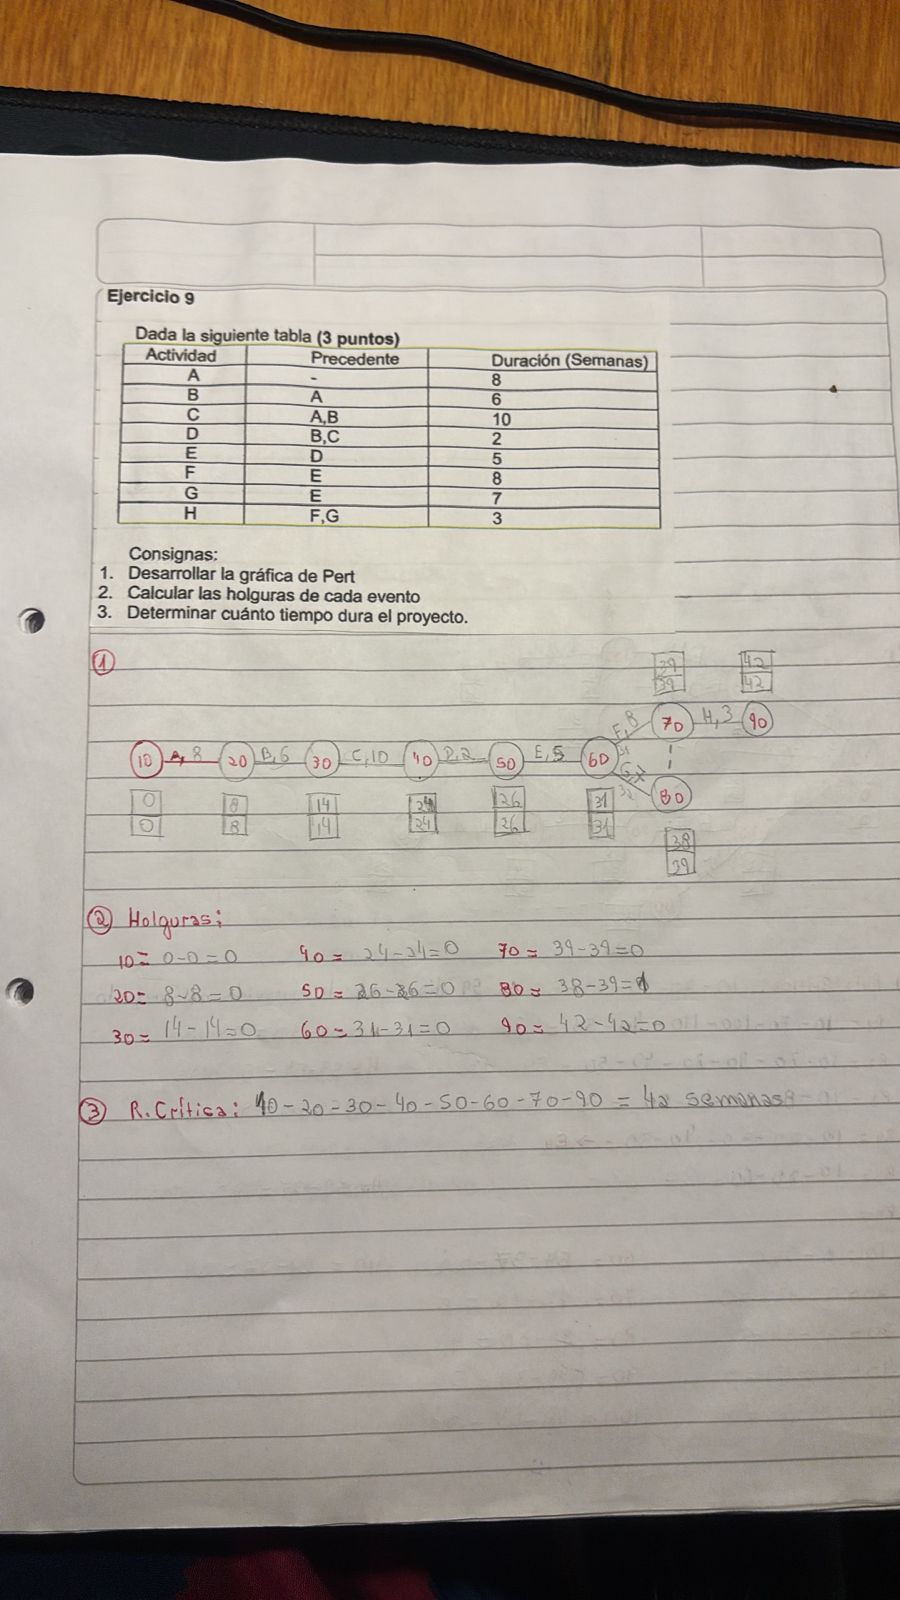 Ejercicio 9
Dada la siguiente tabla (3 puntos)
Actividad Precedente Duración (Semanas)
A - 8
B A 6
C A,B 10
D B,C 2
E D 5
F E 8
G E 7
H F,G 3
Consignas:
1. Desarrollar la gráfica de Pert
2. Calcular las holguras de cada evento
3. Determinar cuánto tiempo dura el proyecto.
1
39 42
39 42
F,8 70 H,3 90
10 A,8 20 B,6 30 C,10 40 D,2 50 E,5 60 31
G,7 32 80
0 8 14 24 26 31
0 8 14 24 26 31
38
39
2 Holguras:
10= 0-0=0 40= 24-24=0 70= 39-39=0
20= 8-8=0 50= 26-26=0 80= 38-39=1
30= 14-14=0 60= 31-31=0 90= 42-42=0
3 R. Crítica: 10-20-30-40-50-60-70-90 = 42 semanas